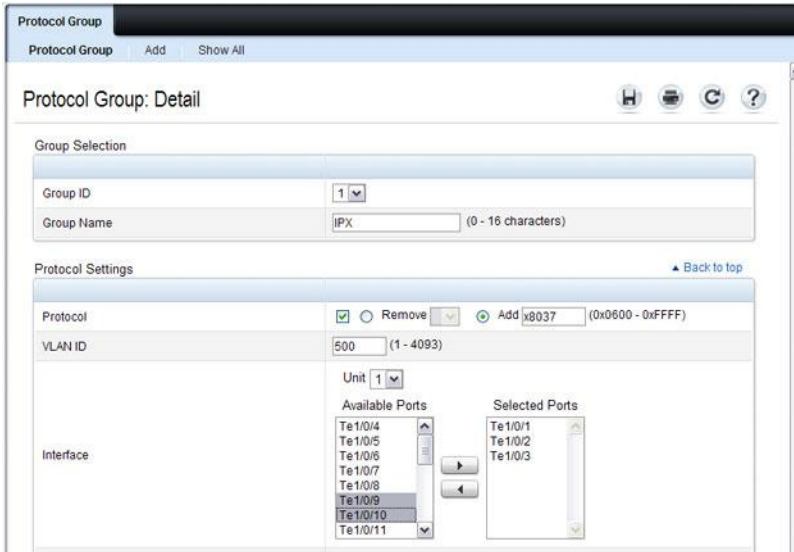 Protocol Group
Protocol Group Add Show All
Protocol Group: Detail
Group Selection
Group ID 1
Group Name IPX (0 - 16 characters)
Protocol Settings Back to top
Protocol Remove Add x8037 (0x0600 - 0xFFFF)
VLAN ID 500 (1 - 4093)
Unit 1
Available Ports Selected Ports
Te1/0/4 Te1/0/1
Te1/0/5 Te1/0/2
Interface Te1/0/6 Te1/0/3
Te1/0/7
Te1/0/8
Te1/0/9
Te1/0/10
Te1/0/11